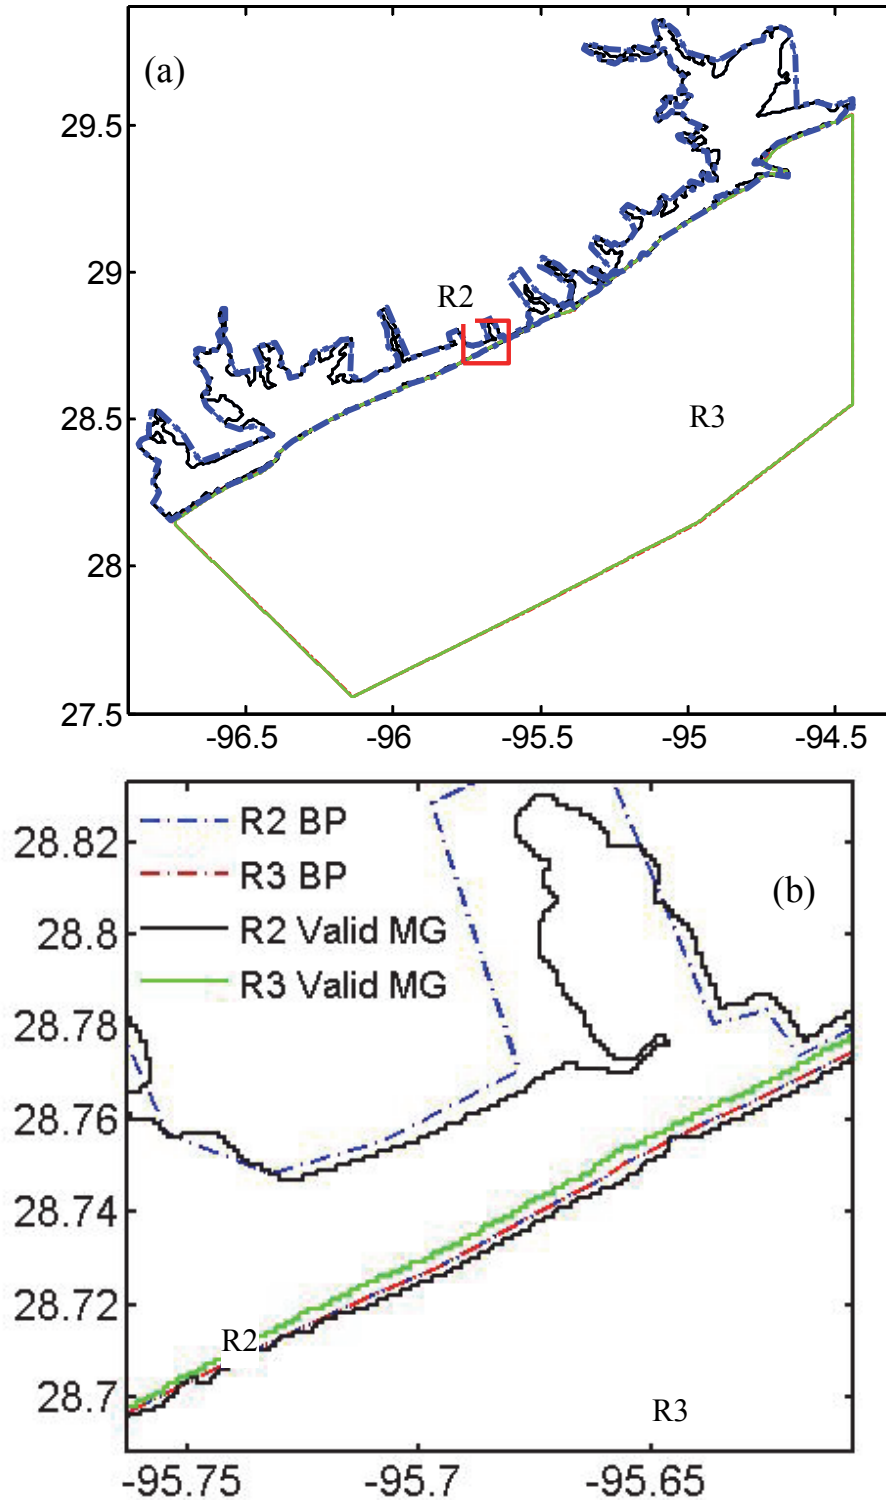 (a)
29.5
29
R2
28.5
R3
28
27.5
-96.5 -96 -95.5 -95 -94.5
R2 BP
28.82
R3 BP
(b)
R2 Valid MG
28.8
R3 Valid MG
28.78
28.76
28.74
28.72
R2
28.7
R3
-95.75 -95.7 -95.65